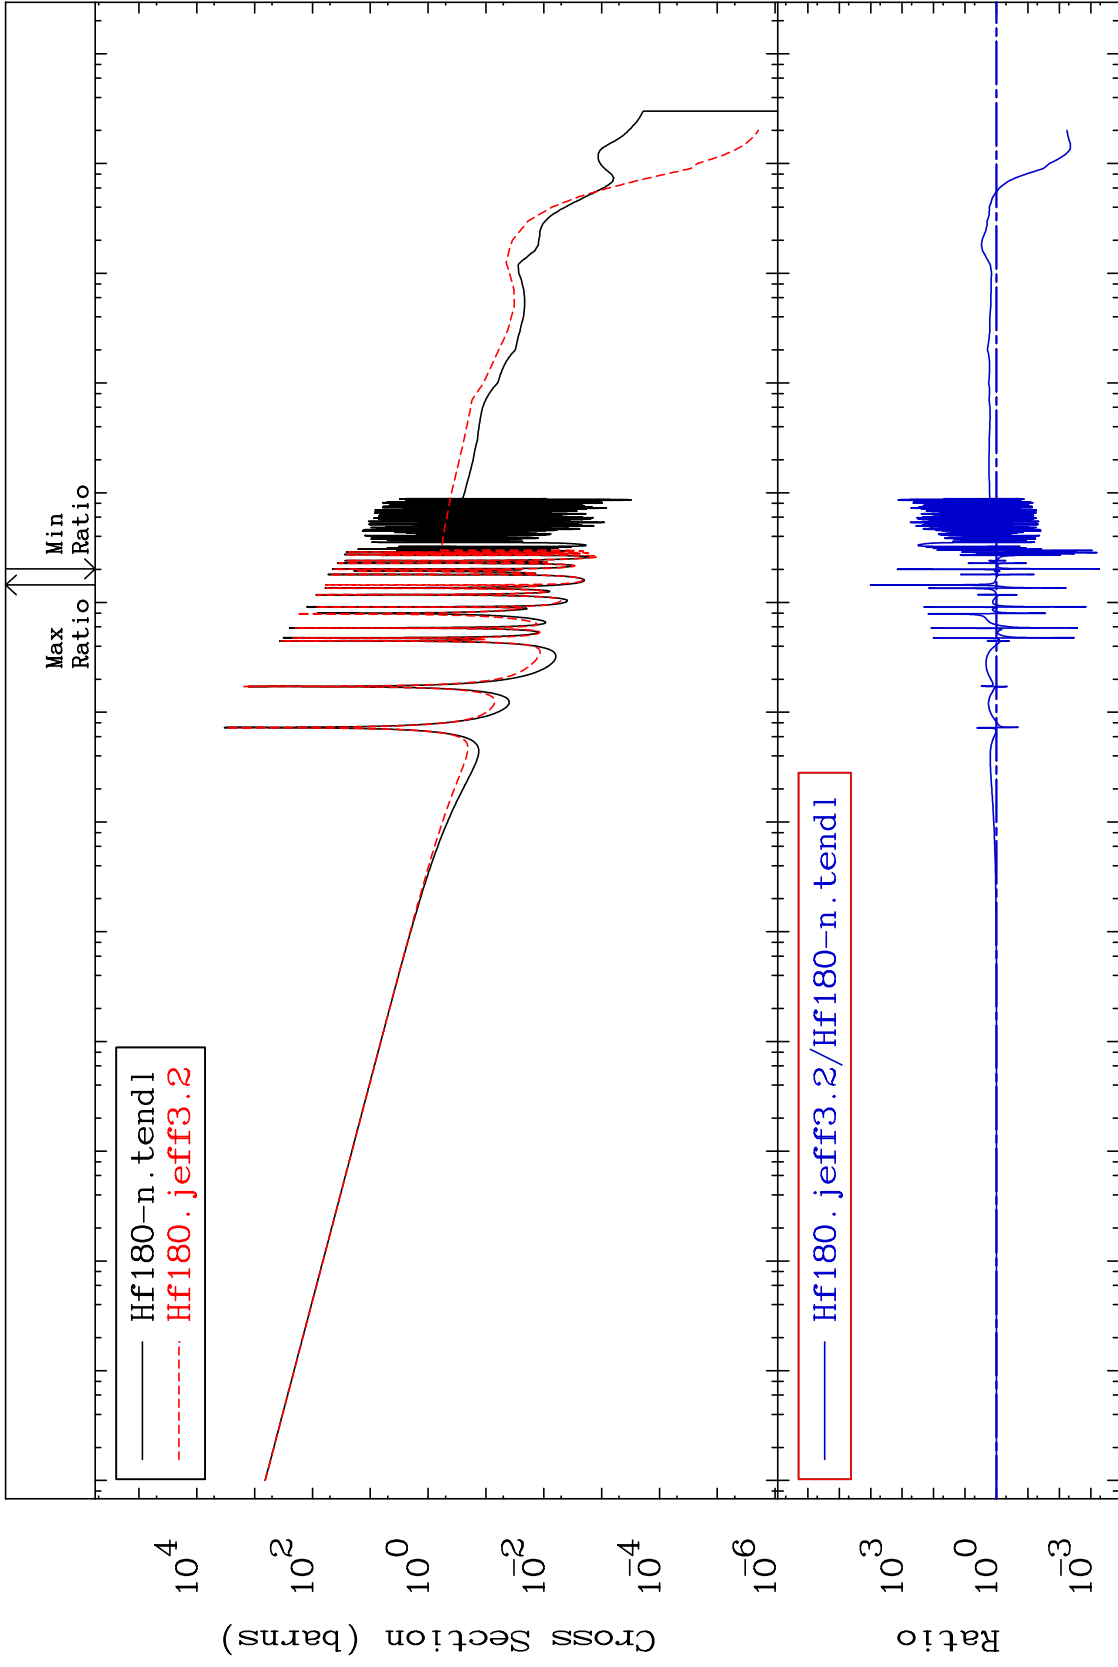 Max
Ratio
Min
Ratio
Hf180-n.tendl
Hf180.jeff3.2
10^4
10^2
10^0
10^-2
10^-4
10^-6
Cross Section (barns)
Hf180.jeff3.2/Hf180-n.tendl
10^3
10^0
10^-3
Ratio